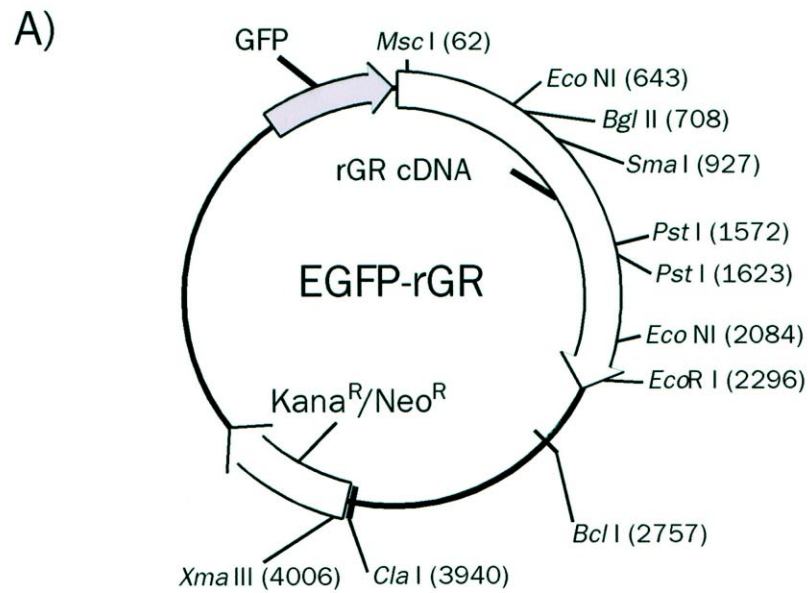 A)
GFP
Msc I (62)
Eco NI (643)
Bgl II (708)
Sma I (927)
rGR cDNA
Pst I (1572)
Pst I (1623)
EGFP-rGR
Eco NI (2084)
EcoR I (2296)
Kana^R/Neo^R
Bcl I (2757)
Xma III (4006)
Cla I (3940)